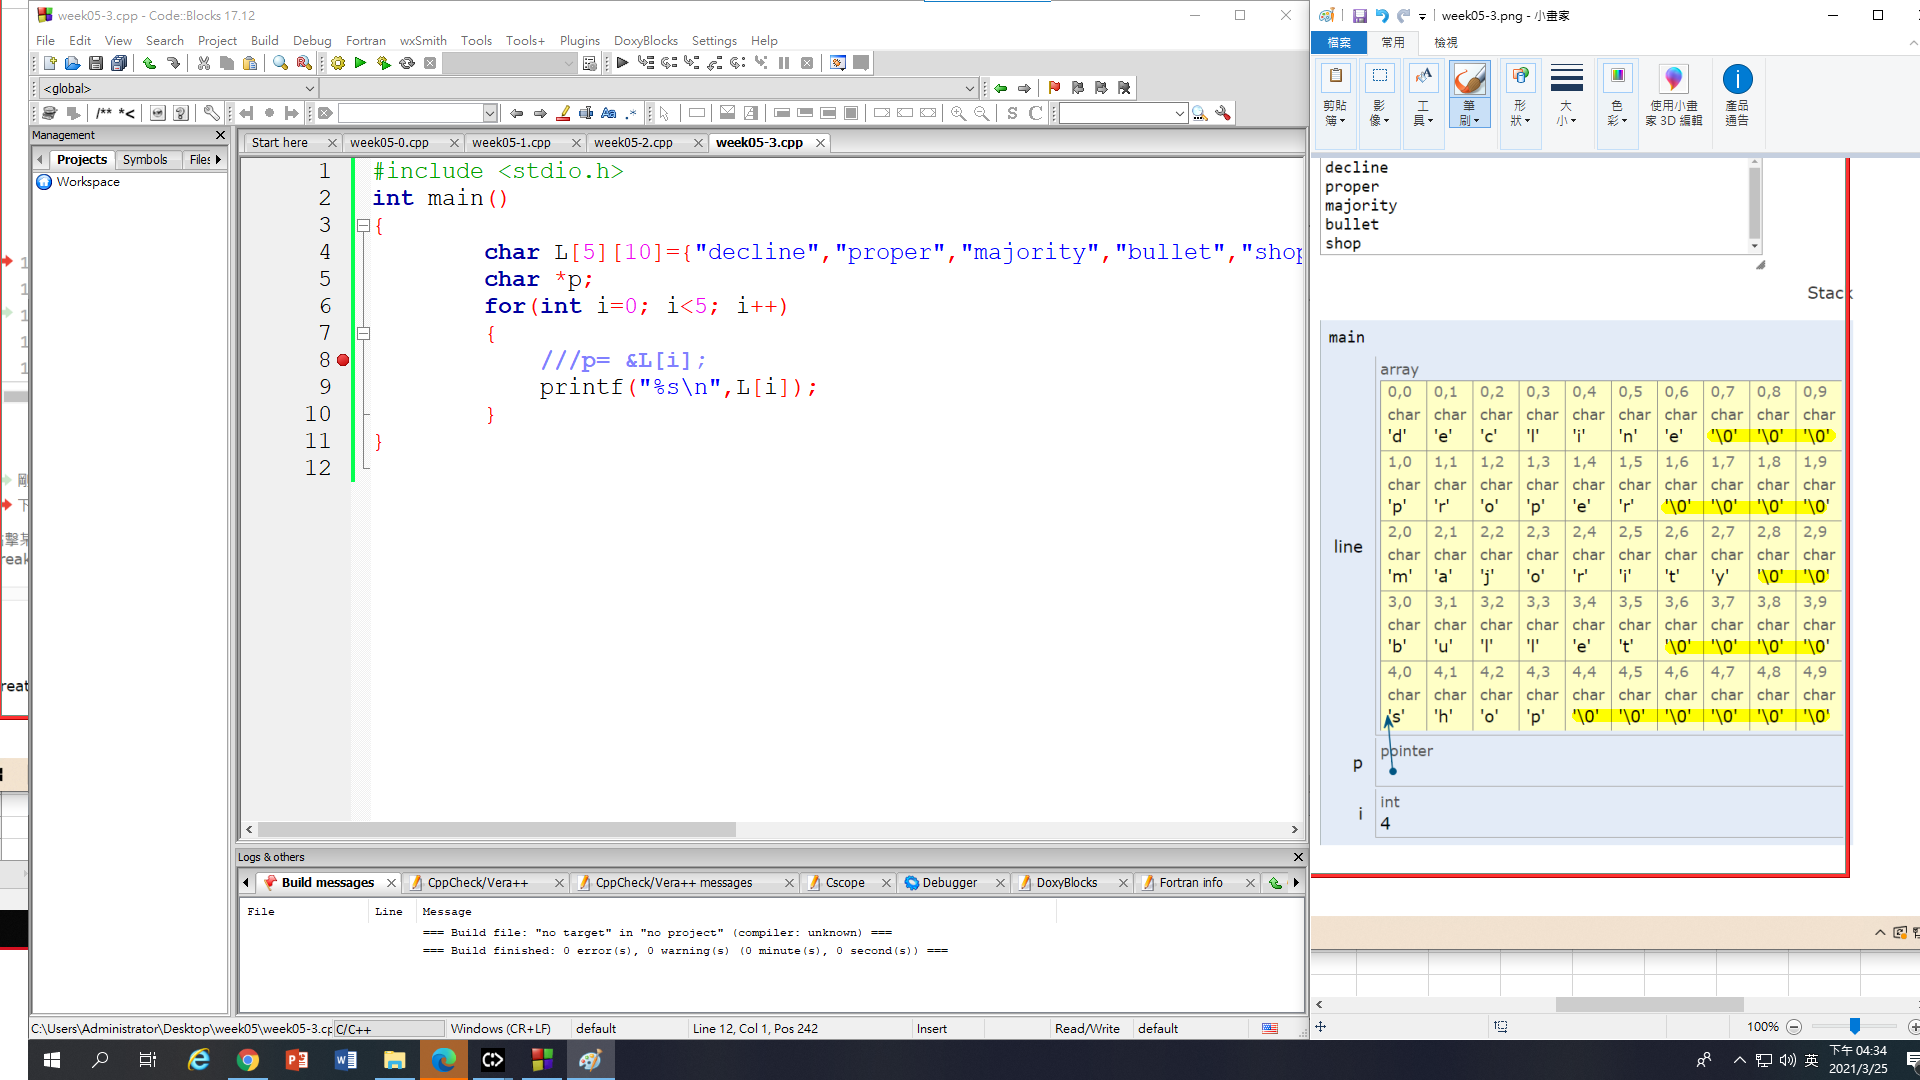 week05-3.cpp - Code::Blocks 17.12
File Edit View Search Project Build Debug Fortran wxSmith Tools Tools+ Plugins DoxyBlocks Settings Help
<global>
/** *<
S C
Management
Projects Symbols Files
Workspace
Start here week05-0.cpp week05-1.cpp week05-2.cpp week05-3.cpp
1 #include <stdio.h>
2 int main()
3 {
4 char L[5][10]={"decline","proper","majority","bullet","shop
5 char *p;
6 for(int i=0; i<5; i++)
7 {
8 ///p= &L[i];
9 printf("%s\n",L[i]);
10 }
11 }
12
Logs & others
Build messages CppCheck/Vera++ CppCheck/Vera++ messages Cscope Debugger DoxyBlocks Fortran info
File Line Message
=== Build file: "no target" in "no project" (compiler: unknown) ===
=== Build finished: 0 error(s), 0 warning(s) (0 minute(s), 0 second(s)) ===
C:\Users\Administrator\Desktop\week05\week05-3.cp C/C++ Windows (CR+LF) default Line 12, Col 1, Pos 242 Insert Read/Write default
week05-3.png - 小畫家
檔案 常用 檢視
剪貼簿 影像 工具 筆刷 形狀 大小 色彩 使用小畫家 3D 編輯 產品通告
decline
proper
majority
bullet
shop
Stack
main
array
0,0 0,1 0,2 0,3 0,4 0,5 0,6 0,7 0,8 0,9
char char char char char char char char char char
'd' 'e' 'c' 'l' 'i' 'n' 'e' '\0' '\0' '\0'
1,0 1,1 1,2 1,3 1,4 1,5 1,6 1,7 1,8 1,9
char char char char char char char char char char
'p' 'r' 'o' 'p' 'e' 'r' '\0' '\0' '\0' '\0'
2,0 2,1 2,2 2,3 2,4 2,5 2,6 2,7 2,8 2,9
line
char char char char char char char char char char
'm' 'a' 'j' 'o' 'r' 'i' 't' 'y' '\0' '\0'
3,0 3,1 3,2 3,3 3,4 3,5 3,6 3,7 3,8 3,9
char char char char char char char char char char
'b' 'u' 'l' 'l' 'e' 't' '\0' '\0' '\0' '\0'
4,0 4,1 4,2 4,3 4,4 4,5 4,6 4,7 4,8 4,9
char char char char char char char char char char
's' 'h' 'o' 'p' '\0' '\0' '\0' '\0' '\0' '\0'
p pointer
i int
4
100%
英
下午 04:34
2021/3/25